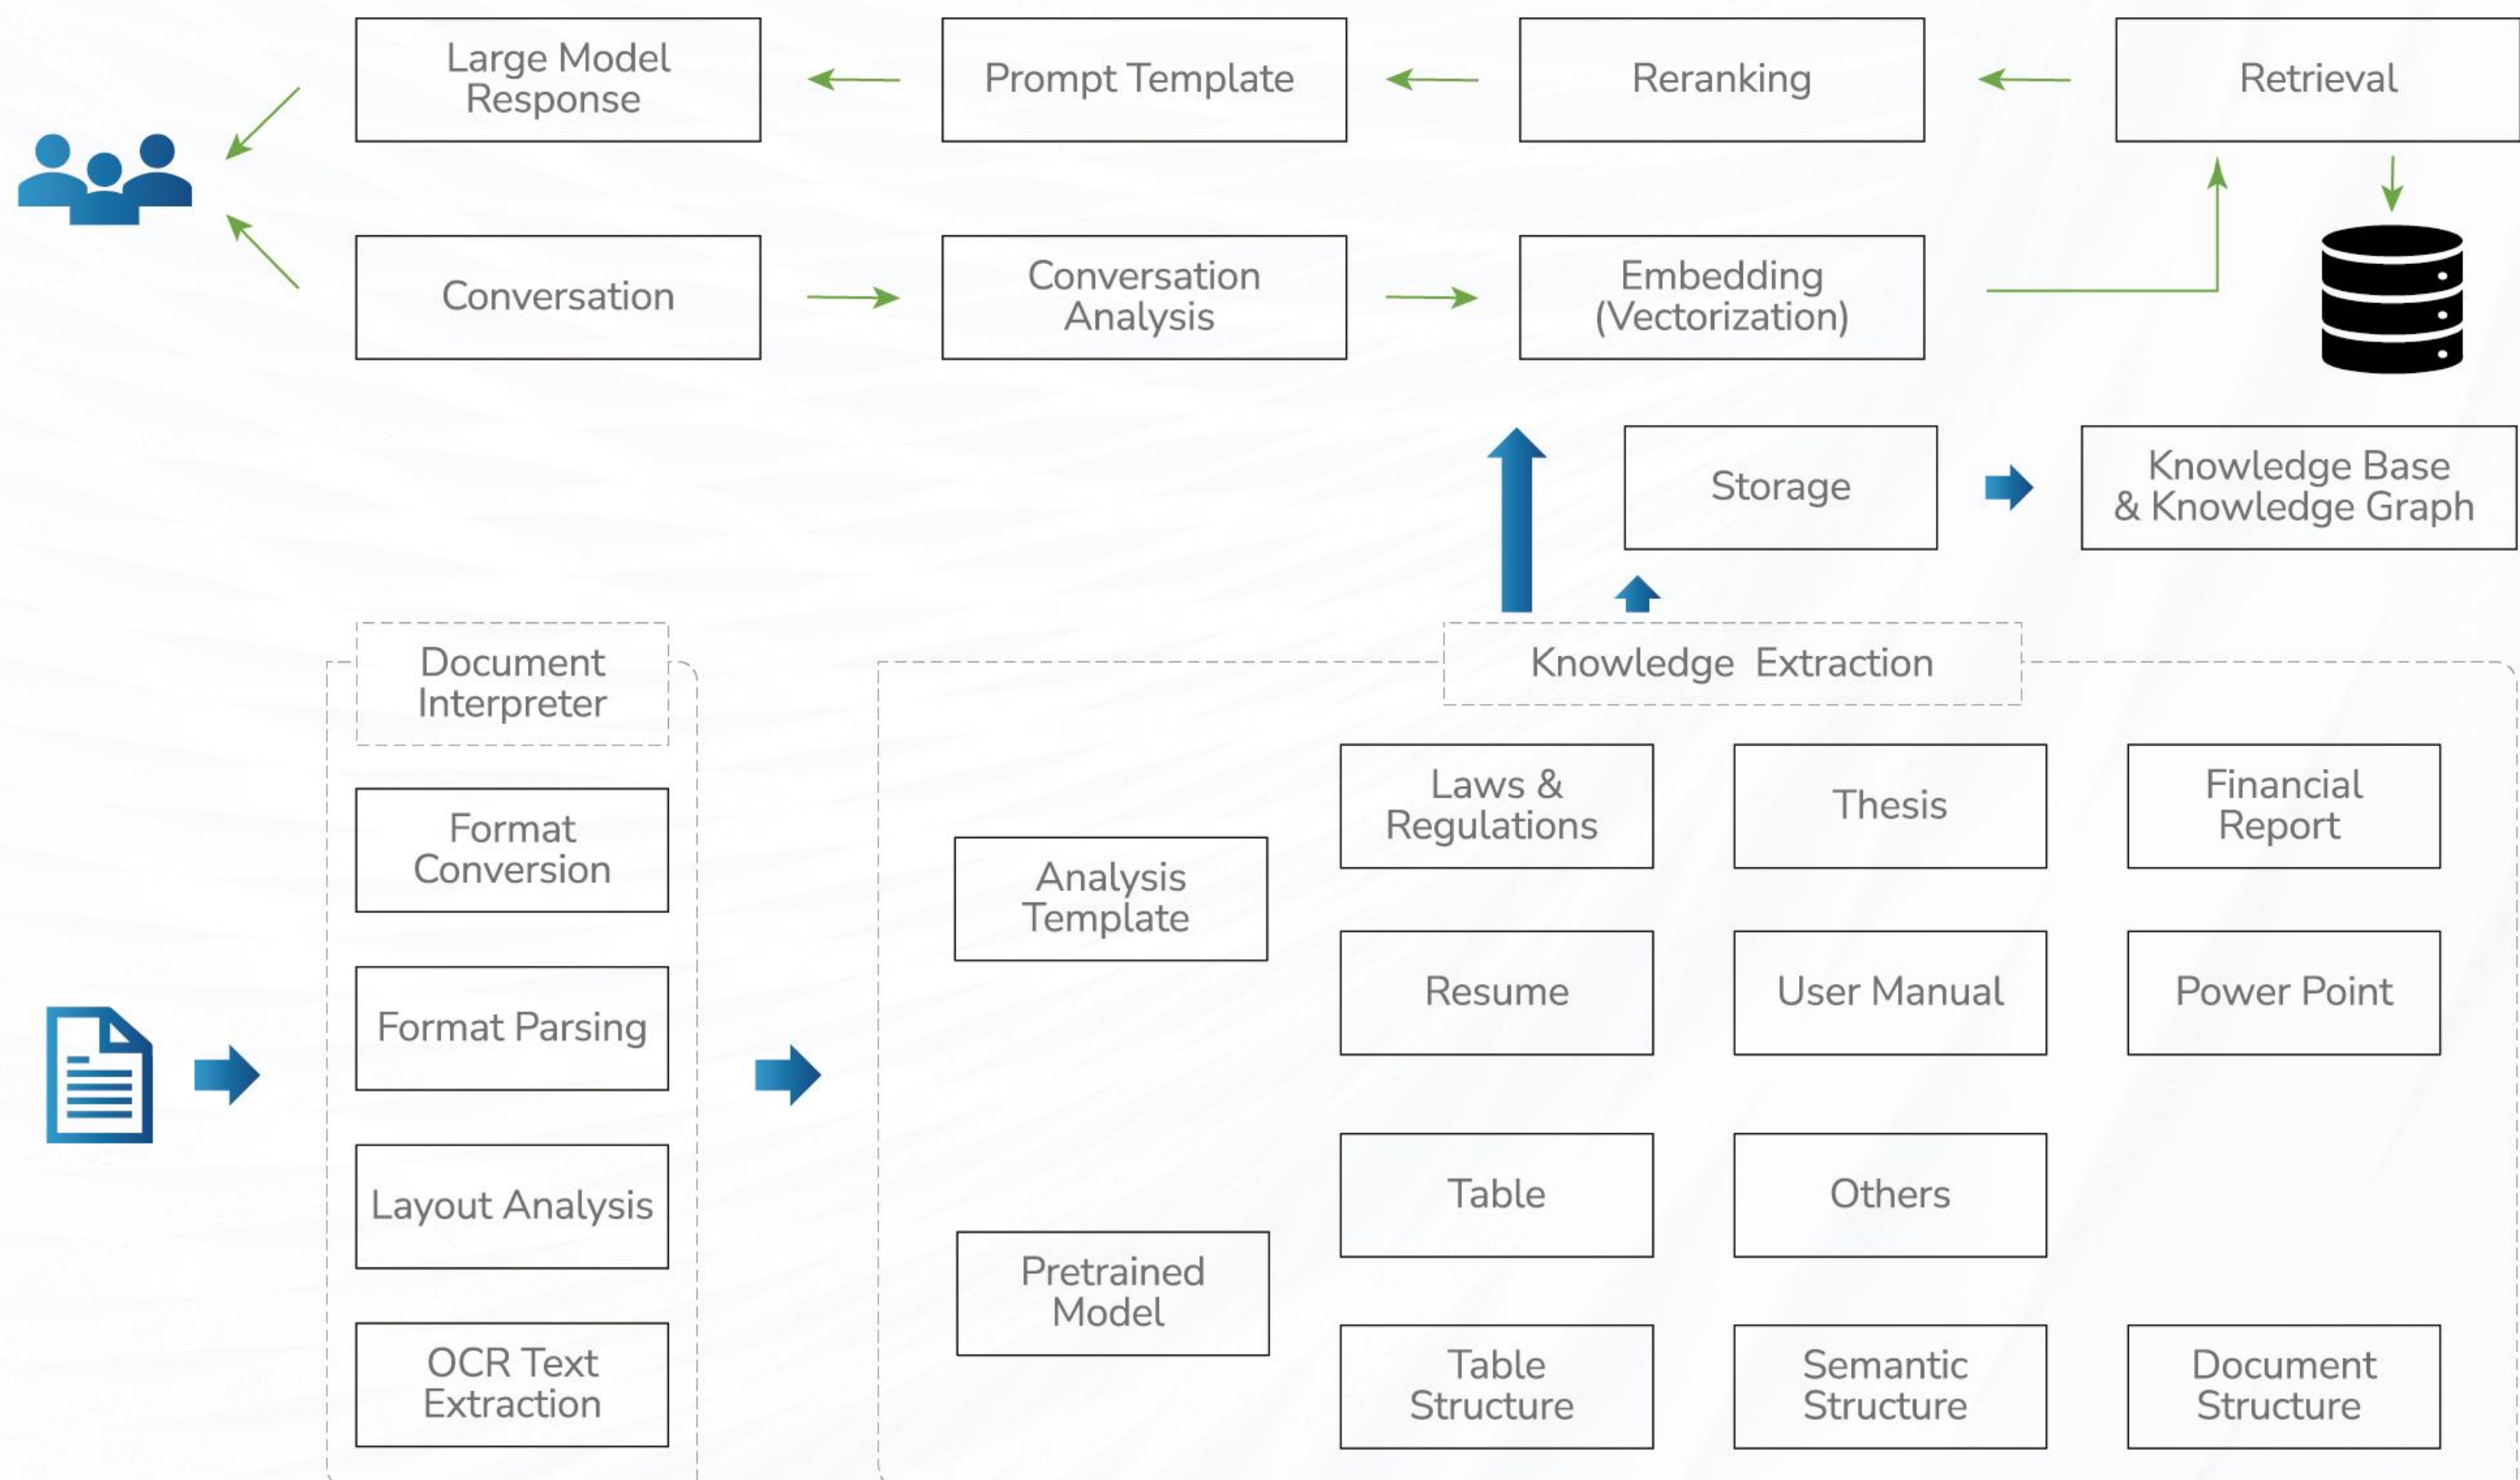 Large Model
Response
Prompt Template
Reranking
Retrieval
Conversation
Conversation
Analysis
Embedding
(Vectorization)
Storage
Knowledge Base
& Knowledge Graph
Document
Interpreter
Format
Conversion
Format Parsing
Layout Analysis
OCR Text
Extraction
Knowledge Extraction
Analysis
Template
Laws &
Regulations
Thesis
Financial
Report
Resume
User Manual
Power Point
Table
Others
Pretrained
Model
Table
Structure
Semantic
Structure
Document
Structure